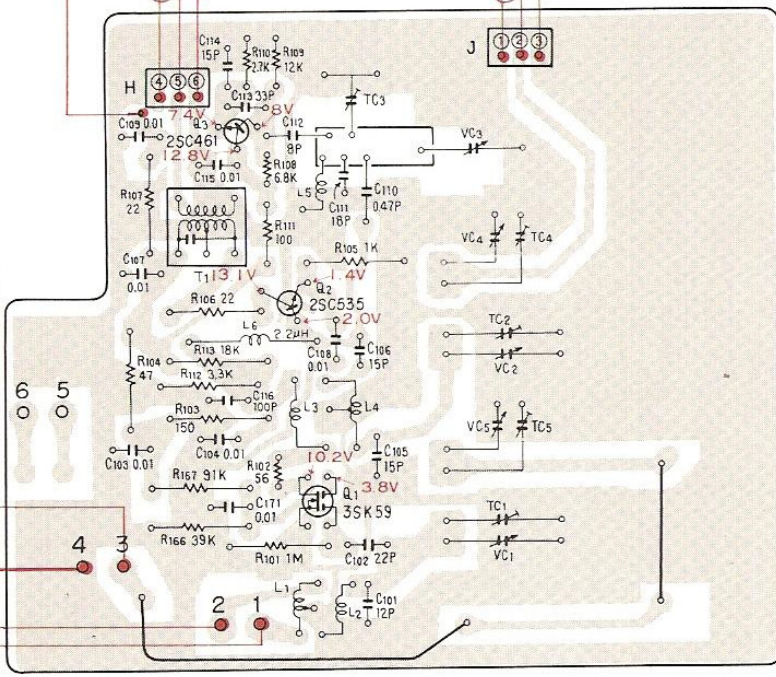 C114 15P
R110 2.7K
R109 12K
J
1 2 3
H
4 5 6
C113 33P
TC3
7.4V
Q3
8V
C112 8P
C109 0.01
2SC461
VC3
12.8V
C115 0.01
R108 6.8K
L5
C111 18P
C110 0.47P
R107 22
R111 100
VC4
TC4
R105 1K
C107 0.01
T1
13.1V
1.4V
Q2
2SC535
R106 22
2.0V
TC2
L6
2.2μH
C108 0.01
C106 15P
VC2
R113 18K
R104 47
R112 3.3K
6 5
C116 100P
L3
L4
R103 150
VC5
TC5
C104 0.01
C103 0.01
10.2V
C105 15P
R102 56
R167 91K
3.8V
Q1
3SK59
C171 0.01
TC1
R166 39K
4 3
R101 1M
C102 22P
VC1
L1
L2
C101 12P
2 1